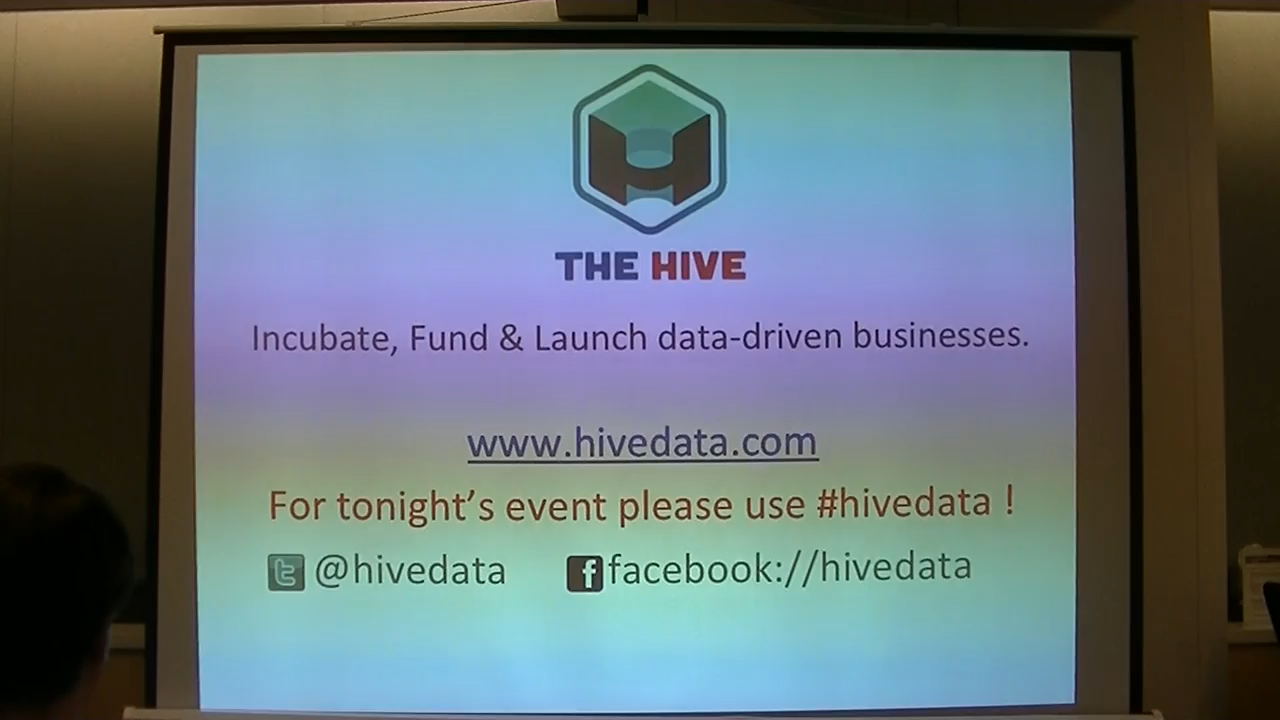 THE HIVE
Incubate, Fund & Launch data-driven businesses.
www.hivedata.com
For tonight's event please use #hivedata !
@hivedata facebook://hivedata